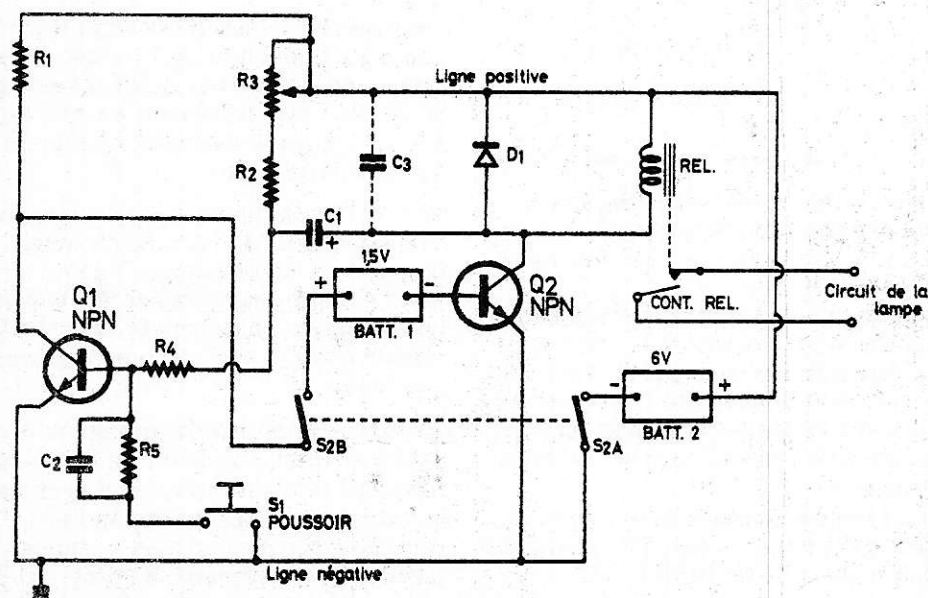 R1
R3
Ligne positive
R2
C3
D1
REL.
C1
+
1,5V
+ -
BATT. 1
Q2
NPN
Q1
NPN
R4
CONT. REL.
Circuit de la
lampe
6V
- +
BATT. 2
S2B
S2A
C2
R5
S1
POUSSOIR
Ligne négative